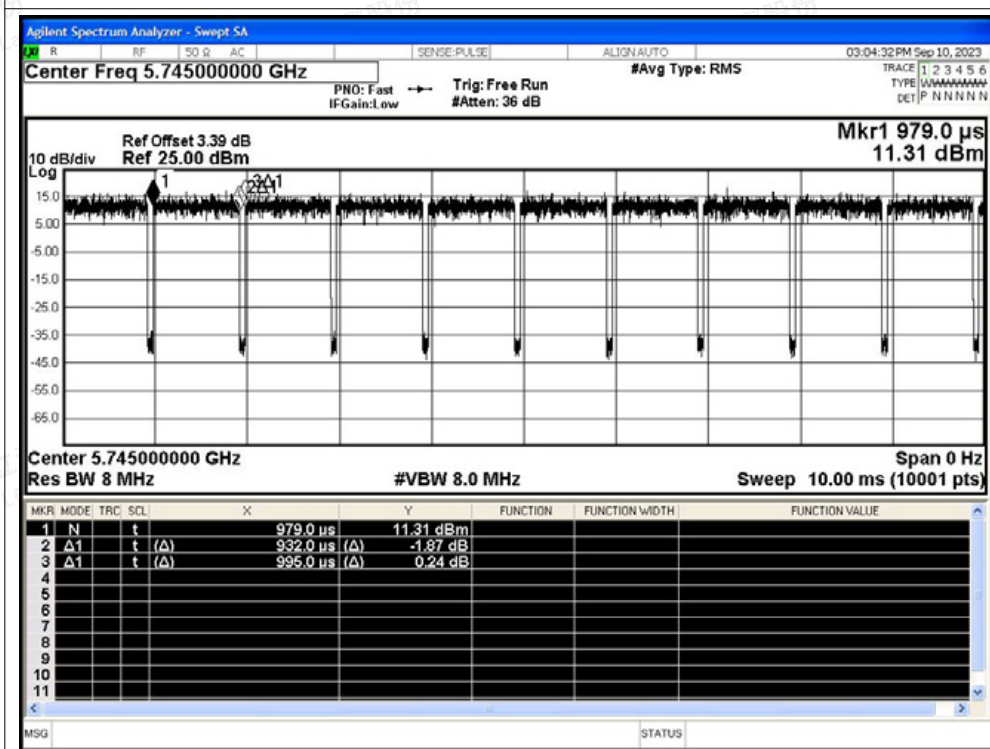 Agilent Spectrum Analyzer - Swept SA
R RF 50 Ω AC SENSE:PULSE ALIGNAUTO 03:04:32 PM Sep 10, 2023
Center Freq 5.745000000 GHz #Avg Type: RMS TRACE 1 2 3 4 5 6
PNO: Fast Trig: Free Run TYPE
IFGain:Low #Atten: 36 dB DET P N N N N N
Mkr1 979.0 µs
Ref Offset 3.39 dB
10 dB/div Ref 25.00 dBm 11.31 dBm
Log
1 2Δ1 3Δ1
15.0
5.00
-5.00
-15.0
-25.0
-35.0
-45.0
-55.0
-65.0
Center 5.745000000 GHz Span 0 Hz
Res BW 8 MHz #VBW 8.0 MHz Sweep 10.00 ms (10001 pts)
MKR MODE TRC SCL X Y FUNCTION FUNCTION WIDTH FUNCTION VALUE
1 N t 979.0 µs 11.31 dBm
2 Δ1 t (Δ) 932.0 µs (Δ) -1.87 dB
3 Δ1 t (Δ) 995.0 µs (Δ) 0.24 dB
4
5
6
7
8
9
10
11
MSG STATUS